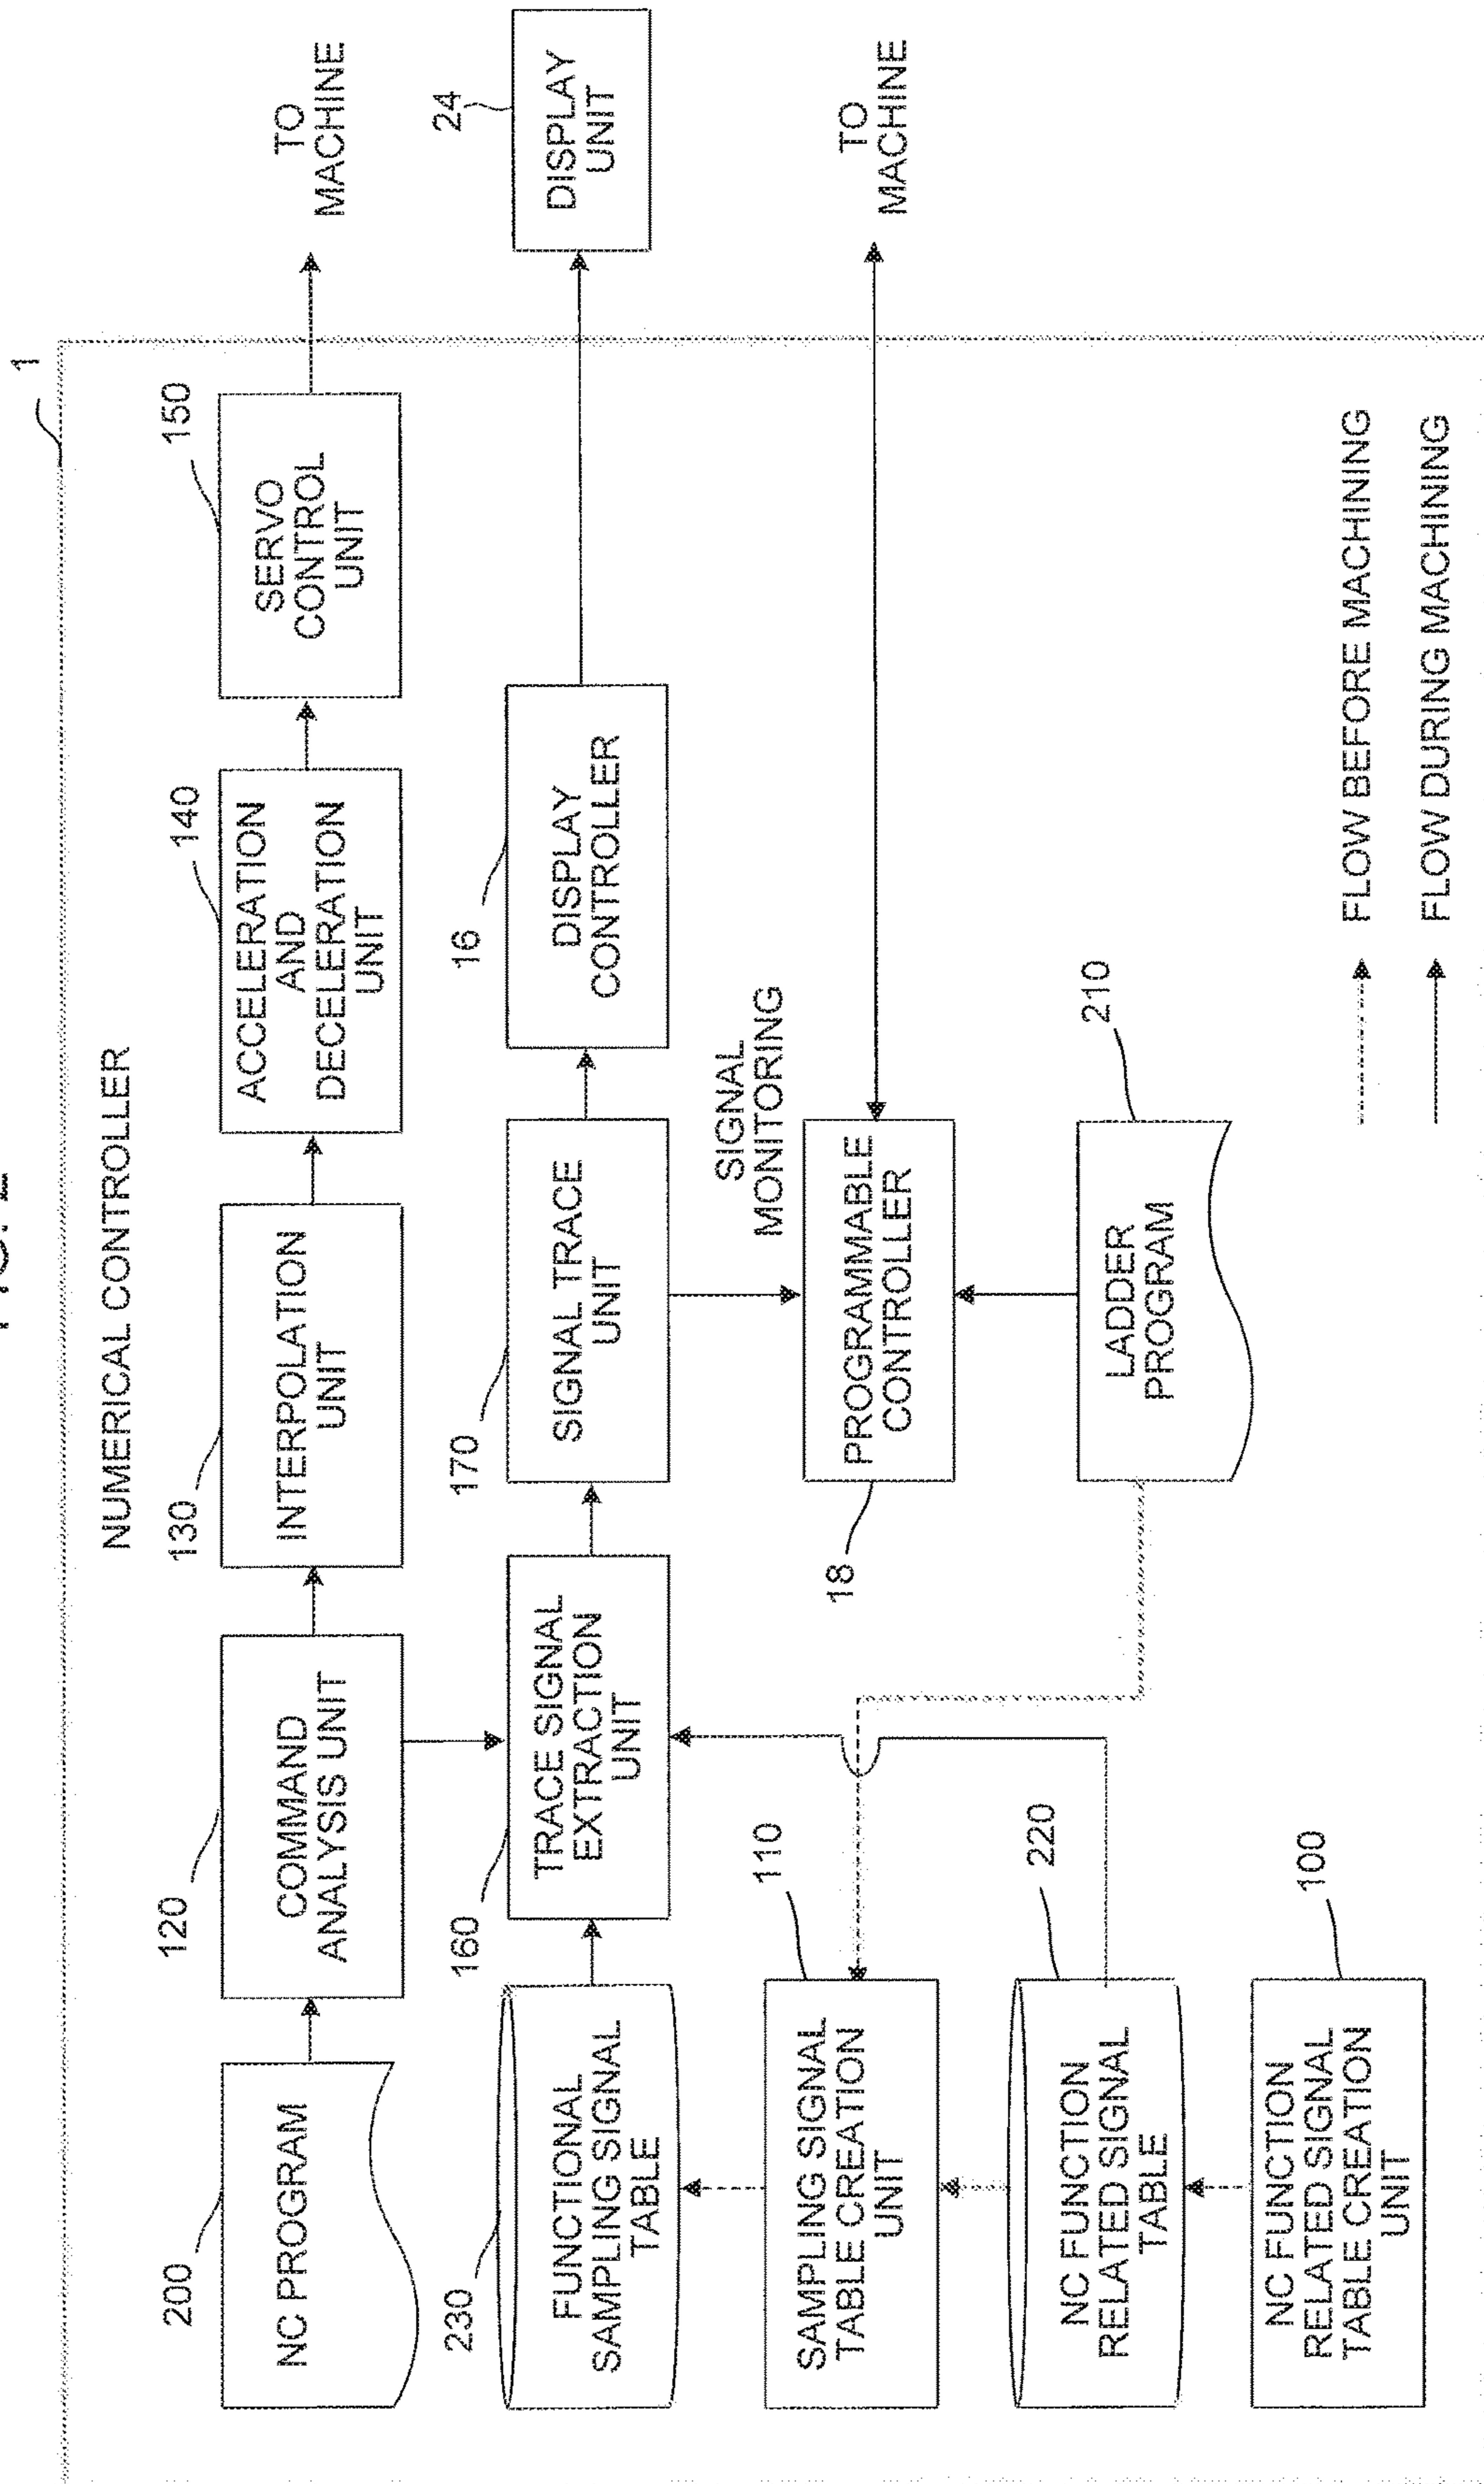 1
NUMERICAL CONTROLLER
200
NC PROGRAM
120
COMMAND
ANALYSIS UNIT
130
INTERPOLATION
UNIT
140
ACCELERATION
AND
DECELERATION
UNIT
150
SERVO
CONTROL
UNIT
TO
MACHINE
230
FUNCTIONAL
SAMPLING SIGNAL
TABLE
160
TRACE SIGNAL
EXTRACTION
UNIT
170
SIGNAL TRACE
UNIT
16
DISPLAY
CONTROLLER
24
DISPLAY
UNIT
110
SAMPLING SIGNAL
TABLE CREATION
UNIT
18
PROGRAMMABLE
CONTROLLER
SIGNAL
MONITORING
TO
MACHINE
220
NC FUNCTION
RELATED SIGNAL
TABLE
210
LADDER
PROGRAM
100
NC FUNCTION
RELATED SIGNAL
TABLE CREATION
UNIT
FLOW BEFORE MACHINING
FLOW DURING MACHINING